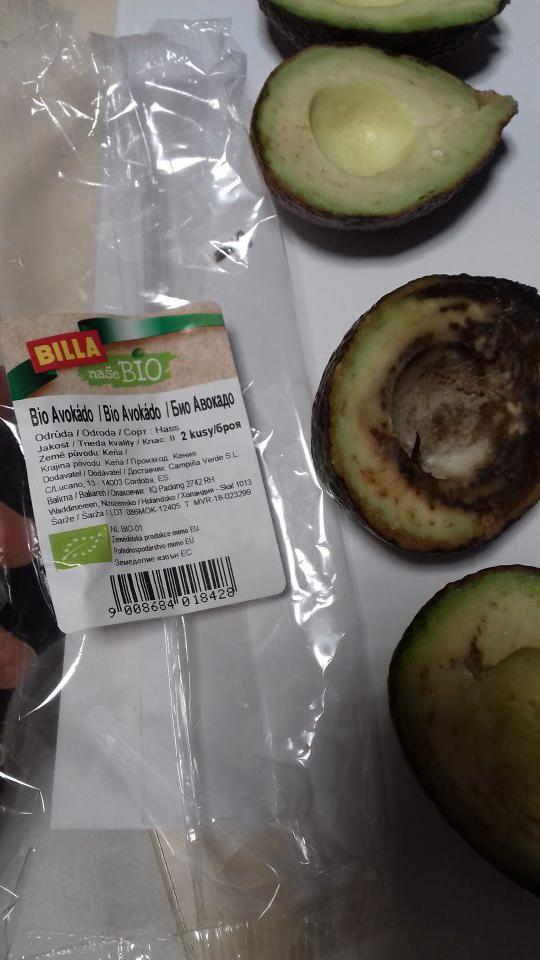 BILLA
naše BIO
Bio Avokádo / Bio Avokádo / Био Авокадо
Odrůda / Odroda / Сорт : Hass
Jakost / Trieda kvality / Клас: II 2 kusy/броя
Země původu: Keňa /
Krajina pôvodu: Keňa / Произход: Кения
Dodavatel / Dodávateľ / Доставчик: Campiña Verde S.L.
C/Lucano, 13 · 14003 Córdoba, ES
Balírna / Baliareň / Опаковчик: IQ Packing 2742 RH
Waddinxveen, Nizozemsko / Holandsko / Холандия - Skal 1013
Šarže / Šarža LOT 386MOK-12405 T MVR-18-023299
NL-BIO-01
Zemědělská produkce mimo EU
Poľnohospodárstvo mimo EÚ
Земеделие извън ЕС
9 008684 018428